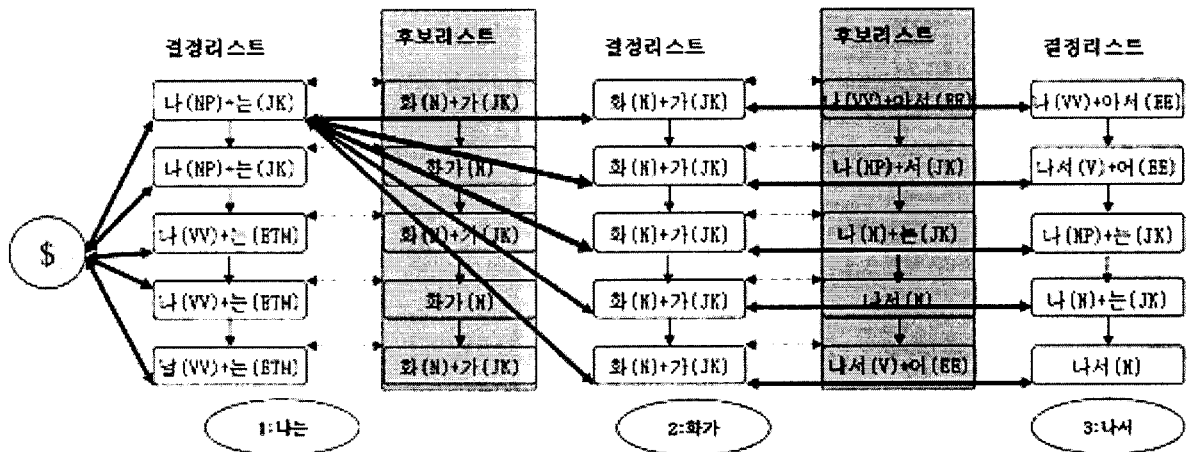 결정리스트 후보리스트 결정리스트 후보리스트 결정리스트
나(NP)+는(JK) 화(N)+가(JK) 화(N)+가(JK) 나(VV)+아서(EE) 나(VV)+아서(EE)
나(NP)+는(JK) 화가(N) 화(N)+가(JK) 나(NP)+서(JK) 나서(V)+어(EE)
$ 나(VV)+는(ETM) 화(N)+가(JK) 화(N)+가(JK) 나(N)+는(JK) 나(NP)+는(JK)
나(VV)+는(ETM) 화가(N) 화(N)+가(JK) 나서(N) 나(N)+는(JK)
날(VV)+는(ETM) 화(N)+가(JK) 화(N)+가(JK) 나서(V)+어(EE) 나서(N)
1:나는 2:화가 3:나서